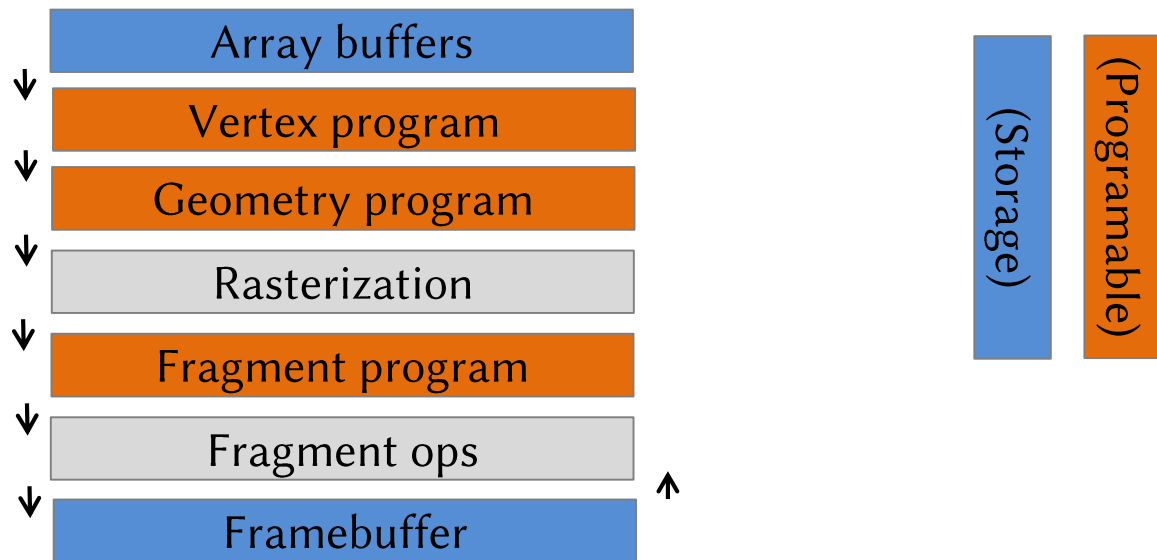 Array buffers
Vertex program
Geometry program
Rasterization
Fragment program
Fragment ops
Framebuffer
(Storage)
(Programable)